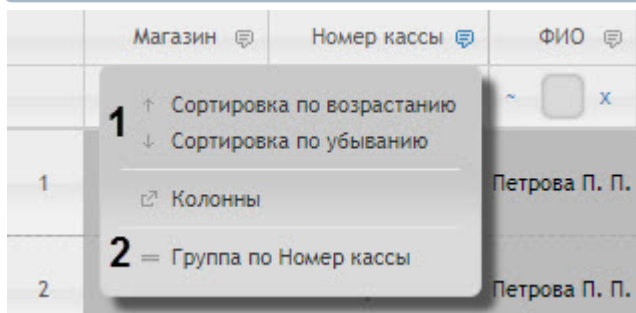 Магазин Номер кассы ФИО
1 ↑ Сортировка по возрастанию ~ x
↓ Сортировка по убыванию
1 Колонны Петрова П. П.
2 = Группа по Номер кассы
2 Петрова П. П.